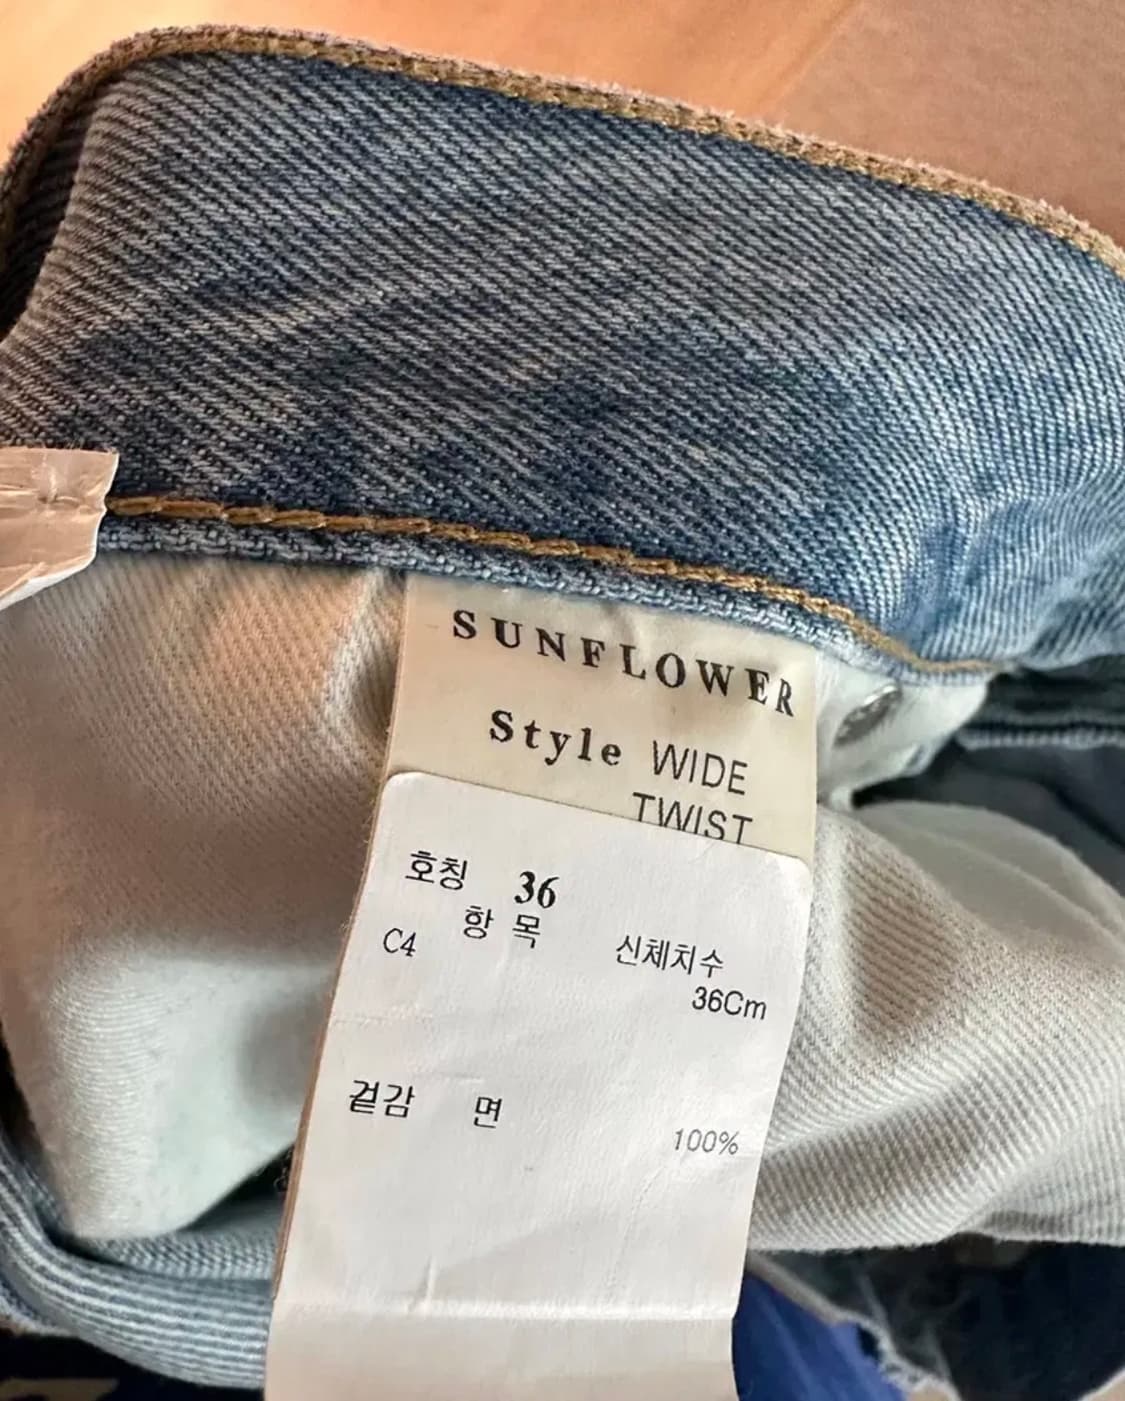 SUNFLOWER
Style WIDE
TWIST
호칭 36
항 목
C4 신체치수
36Cm
겉감 면
100%